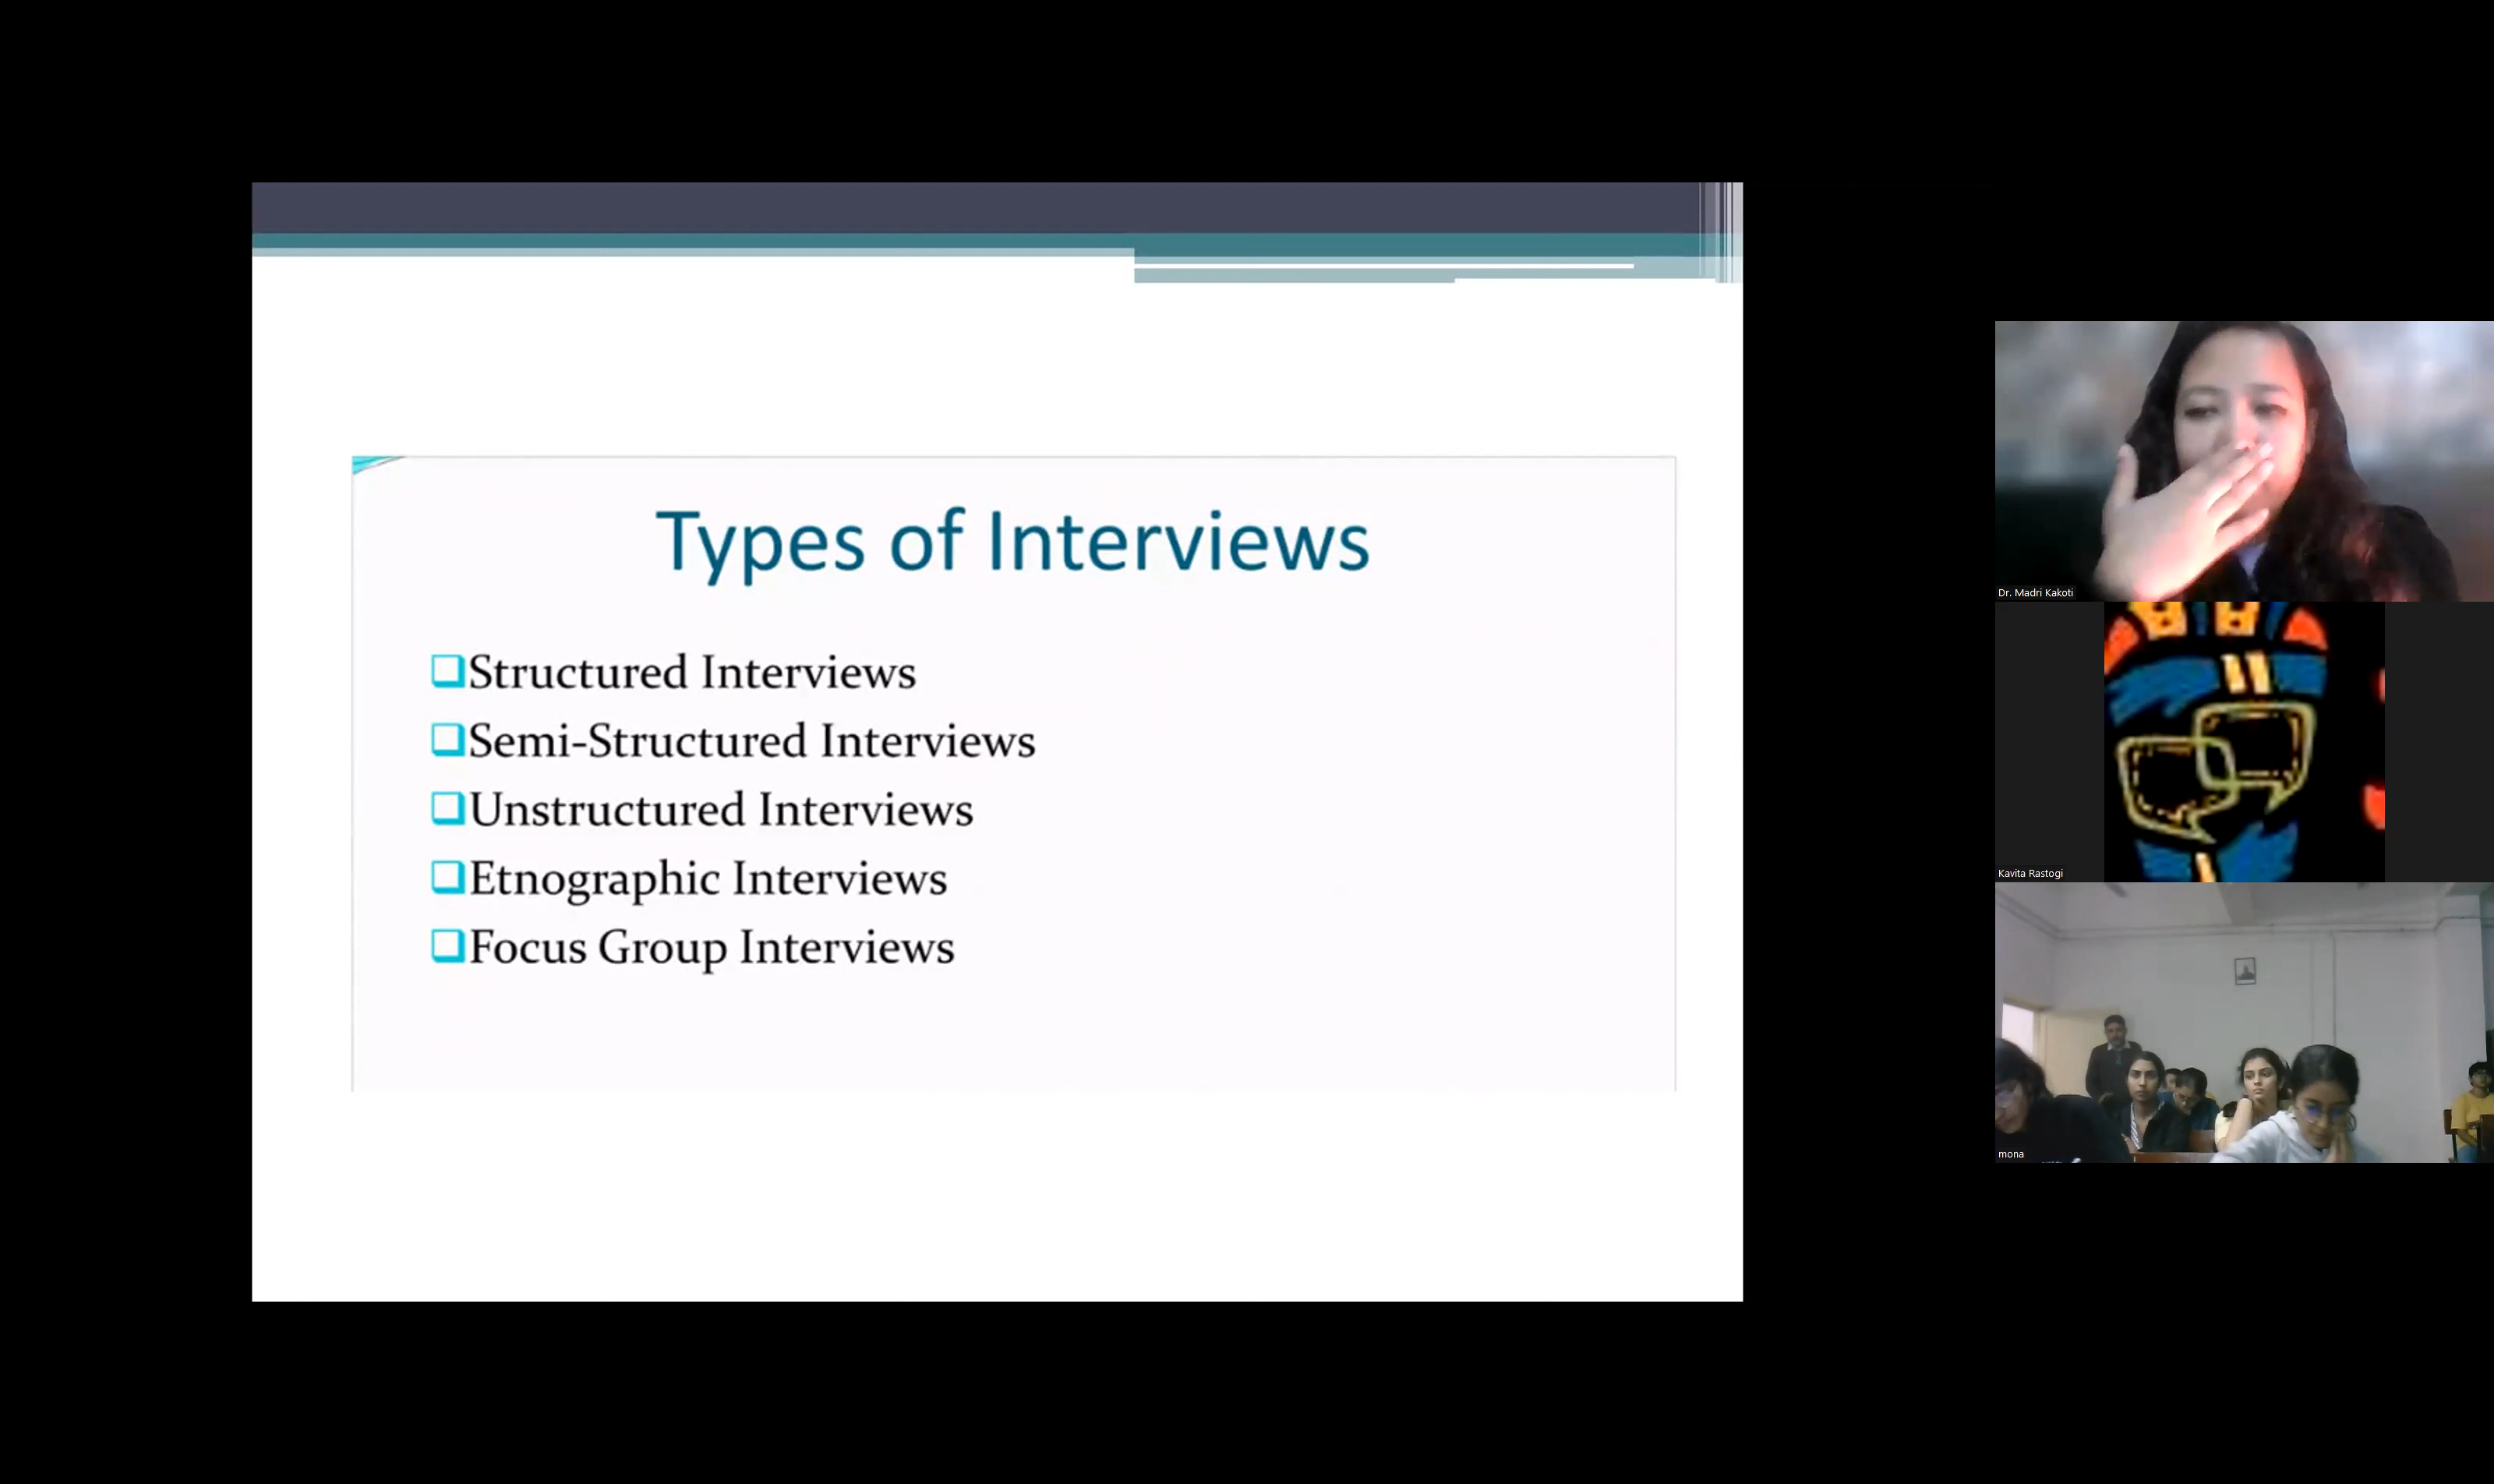 Types of Interviews
❑Structured Interviews
❑Semi-Structured Interviews
❑Unstructured Interviews
❑Etnographic Interviews
❑Focus Group Interviews
Dr. Madri Kakoti
Kavita Rastogi
mona